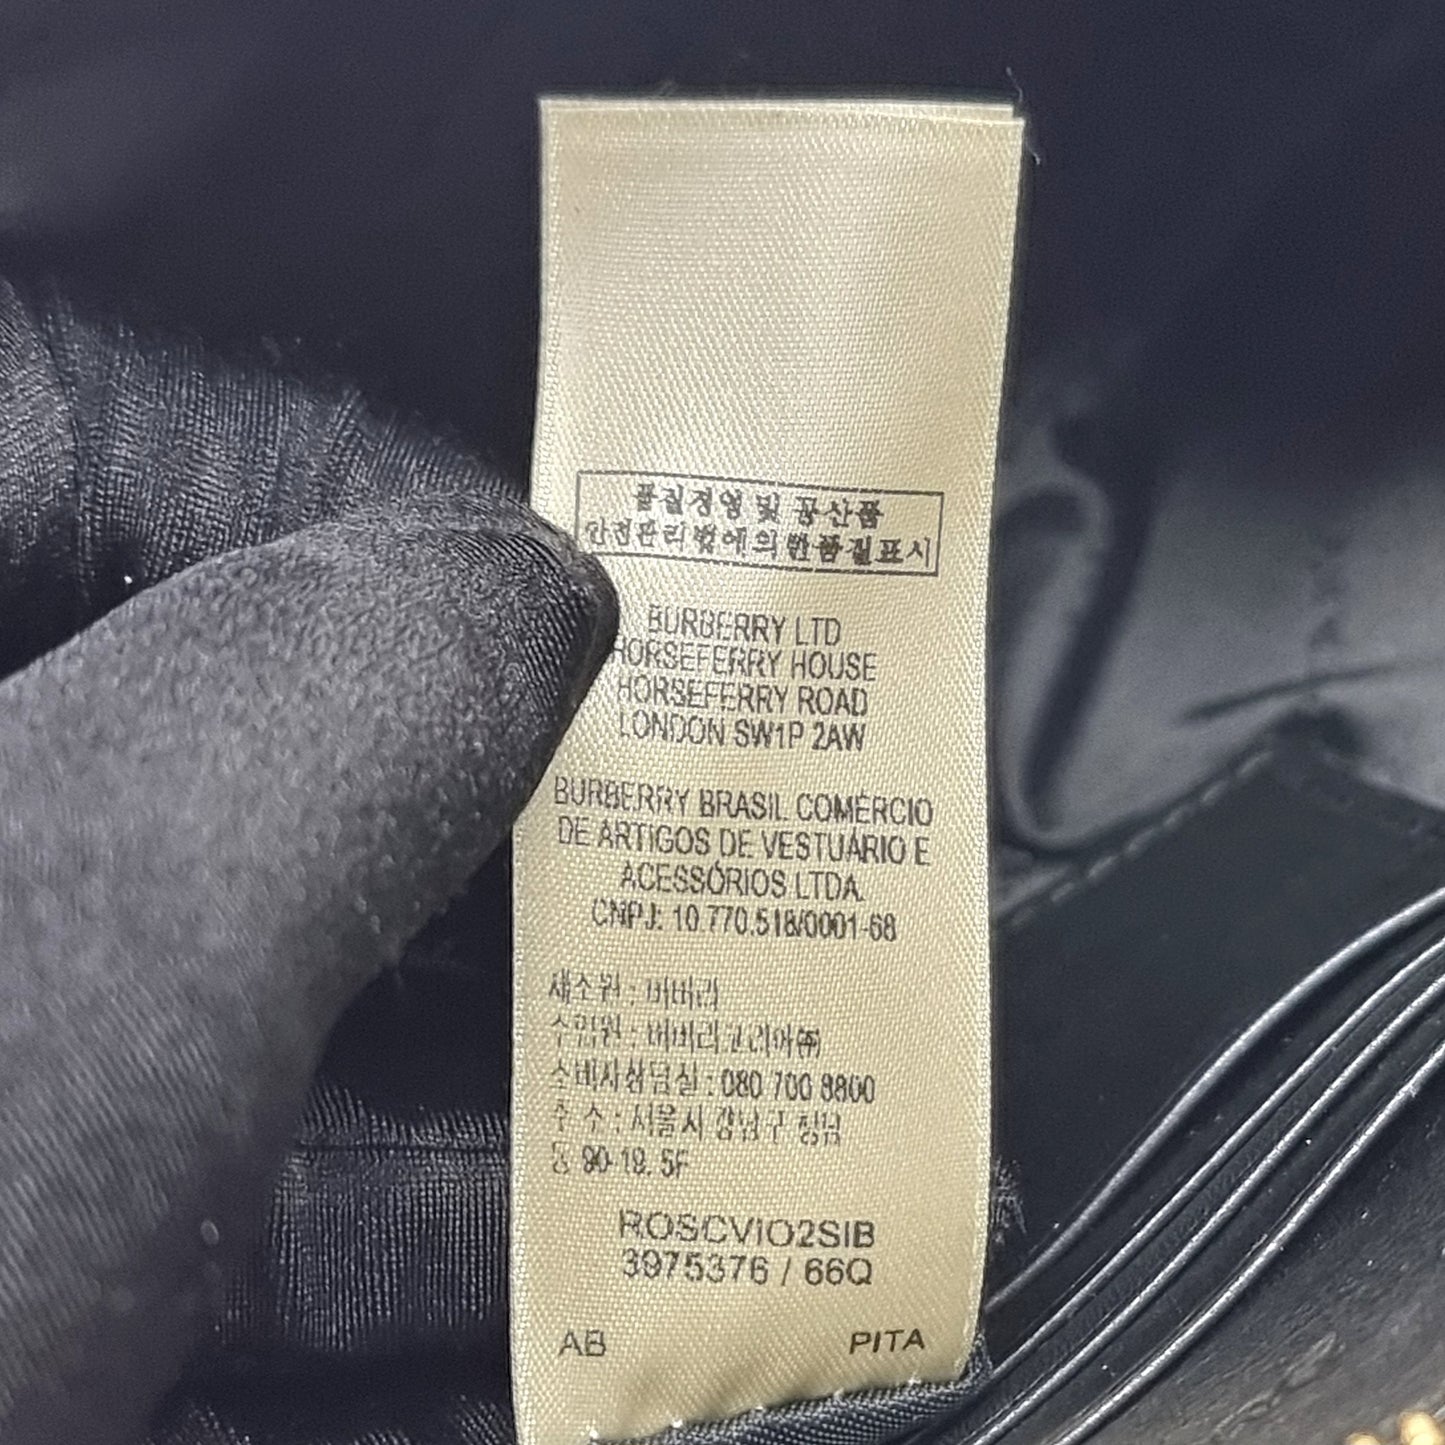 품질경영 및 공산품
안전관리법에의한품질표시
BURBERRY LTD
HORSEFERRY HOUSE
HORSEFERRY ROAD
LONDON SW1P 2AW
BURBERRY BRASIL COMÉRCIO
DE ARTIGOS DE VESTUÁRIO E
ACESSÓRIOS LTDA.
CNPJ: 10.770.518/0001-68
제조원 : 버버리
수입원 : 버버리코리아㈜
소비자상담실 : 080 700 8800
주 소 : 서울시 강남구 청담
동 90-19. 5F
ROSCVIO2SIB
3975376 / 66Q
AB PITA